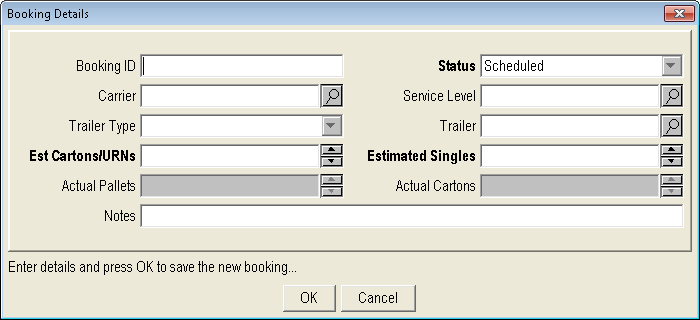 Booking Details
Booking ID Status Scheduled
Carrier Service Level
Trailer Type Trailer
Est Cartons/URNs Estimated Singles
Actual Pallets Actual Cartons
Notes
Enter details and press OK to save the new booking...
OK Cancel